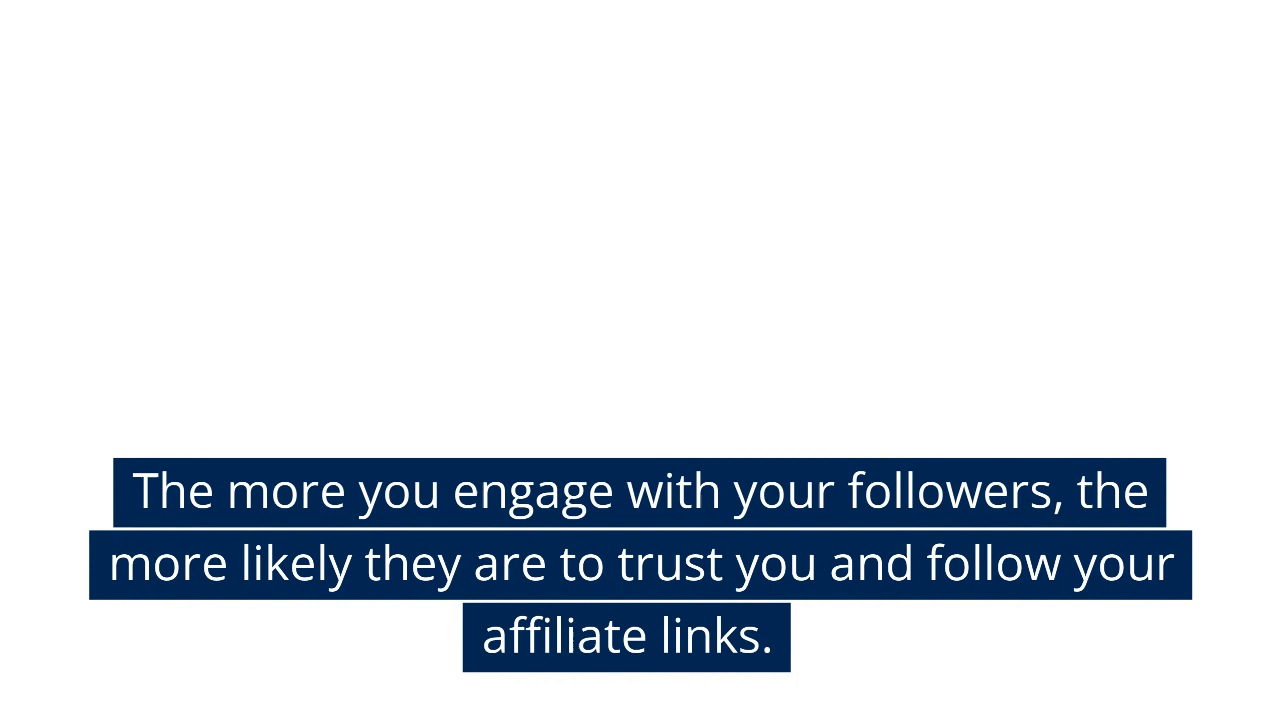 The more you engage with your followers, the
more likely they are to trust you and follow your
affiliate links.